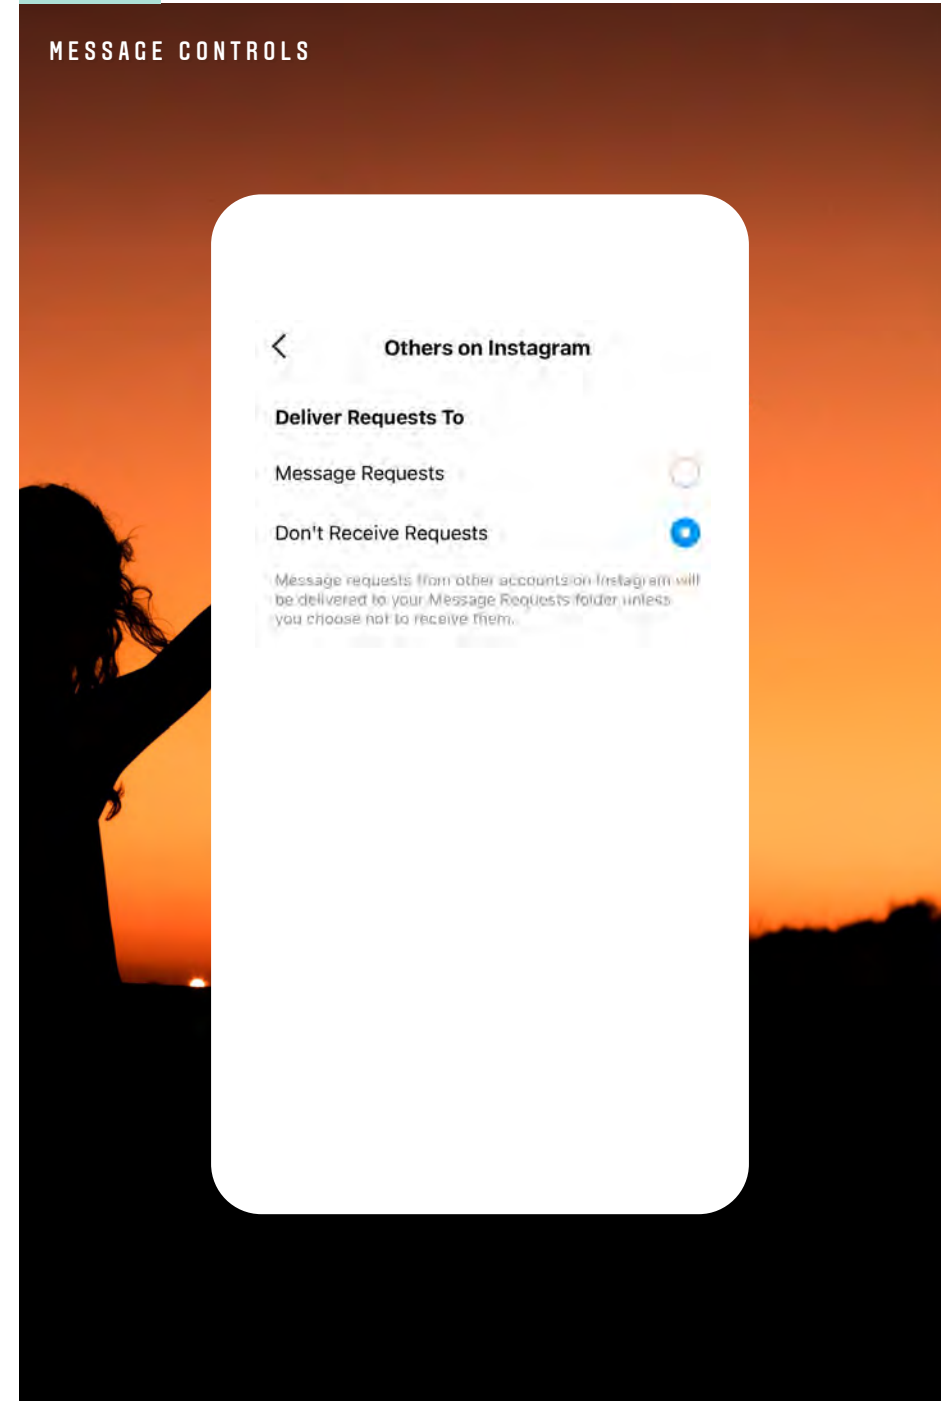 MESSAGE CONTROLS
Others on Instagram
Deliver Requests To
Message Requests
Don't Receive Requests
Message requests from other accounts on Instagram will
be delivered to your Message Requests folder unless
you choose not to receive them.